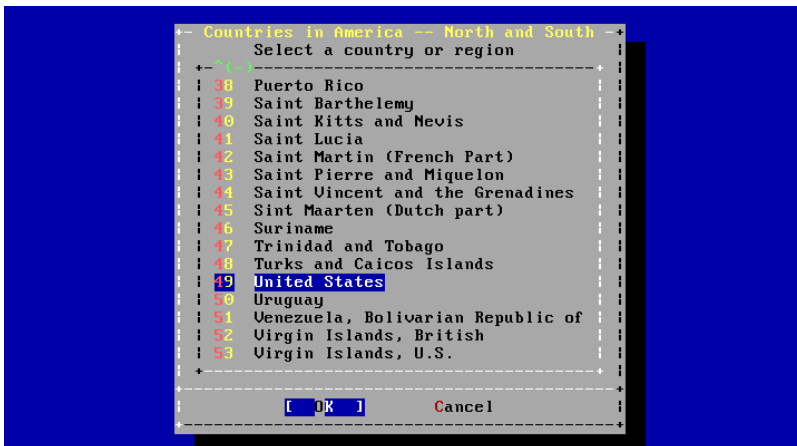 Countries in America -- North and South
Select a country or region
^(-)
38 Puerto Rico
39 Saint Barthelemy
40 Saint Kitts and Nevis
41 Saint Lucia
42 Saint Martin (French Part)
43 Saint Pierre and Miquelon
44 Saint Vincent and the Grenadines
45 Sint Maarten (Dutch part)
46 Suriname
47 Trinidad and Tobago
48 Turks and Caicos Islands
49 United States
50 Uruguay
51 Venezuela, Bolivarian Republic of
52 Virgin Islands, British
53 Virgin Islands, U.S.
[ OK ] Cancel